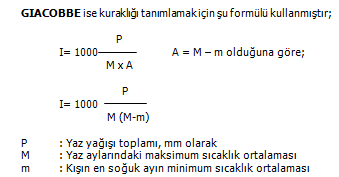 GIACOBBE ise kuraklığı tanımlamak için şu formülü kullanmıştır;
P
I= 1000 A = M – m olduğuna göre;
M x A
P
I= 1000
M (M-m)
P : Yaz yağışı toplamı, mm olarak
M : Yaz aylarındaki maksimum sıcaklık ortalaması
m : Kışın en soğuk ayın minimum sıcaklık ortalaması